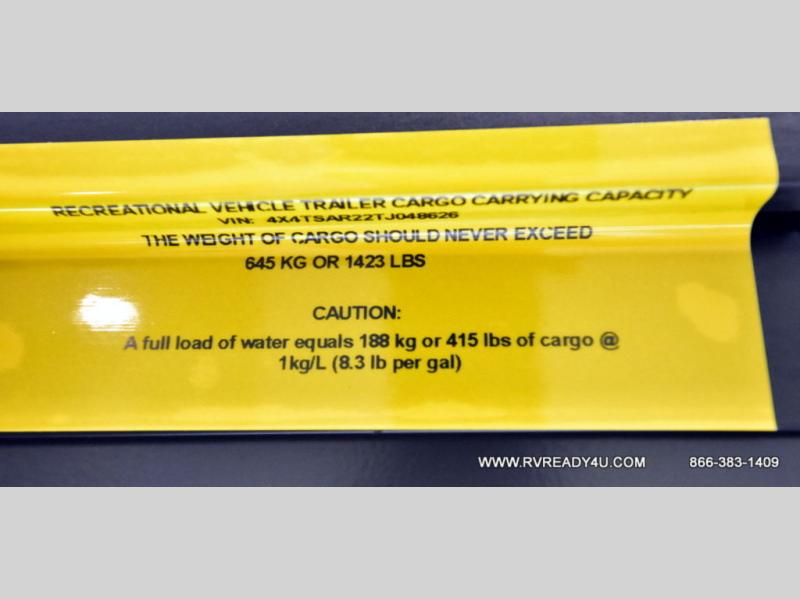 RECREATIONAL VEHICLE TRAILER CARGO CARRYING CAPACITY
VIN: 4X4TSAR22TJ048626
THE WEIGHT OF CARGO SHOULD NEVER EXCEED
645 KG OR 1423 LBS
CAUTION:
A full load of water equals 188 kg or 415 lbs of cargo @
1kg/L (8.3 lb per gal)
WWW.RVREADY4U.COM 866-383-1409